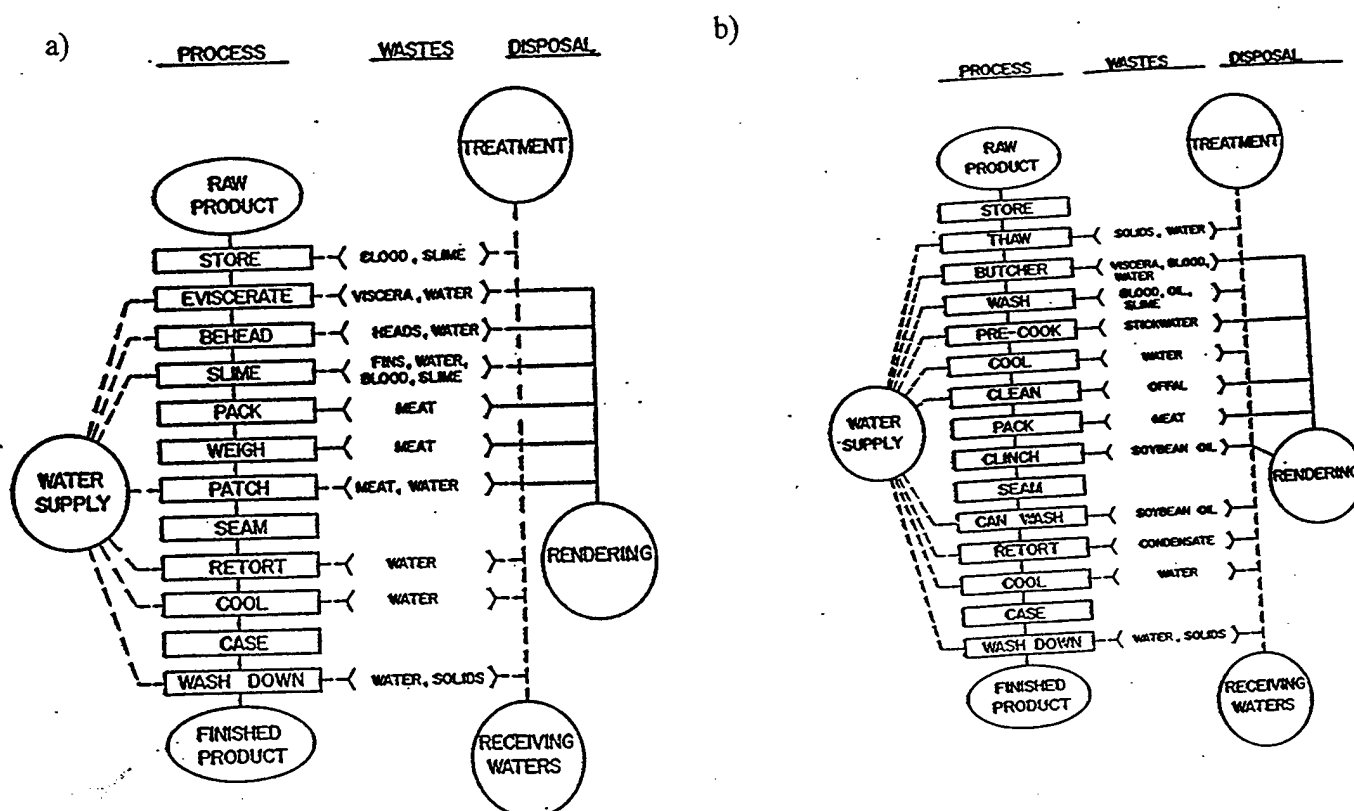 a)
PROCESS
WASTES
DISPOSAL
TREATMENT
RAW
PRODUCT
STORE
BLOOD, SLIME
EVISCERATE
VISCERA, WATER
BEHEAD
HEADS, WATER
SLIME
FINS, WATER,
BLOOD, SLIME
PACK
MEAT
WEIGH
MEAT
PATCH
MEAT, WATER
WATER
SUPPLY
SEAM
RENDERING
RETORT
WATER
COOL
WATER
CASE
WASH DOWN
WATER, SOLIDS
FINISHED
PRODUCT
RECEIVING
WATERS
b)
PROCESS
WASTES
DISPOSAL
TREATMENT
RAW
PRODUCT
STORE
THAW
SOLIDS, WATER
BUTCHER
VISCERA, BLOOD,
WATER
WASH
BLOOD, OIL,
SLIME
PRE-COOK
STICKWATER
COOL
WATER
CLEAN
OFFAL
PACK
MEAT
WATER
SUPPLY
CLINCH
SOYBEAN OIL
RENDERING
SEAM
CAN WASH
SOYBEAN OIL
RETORT
CONDENSATE
COOL
WATER
CASE
WASH DOWN
WATER, SOLIDS
FINISHED
PRODUCT
RECEIVING
WATERS